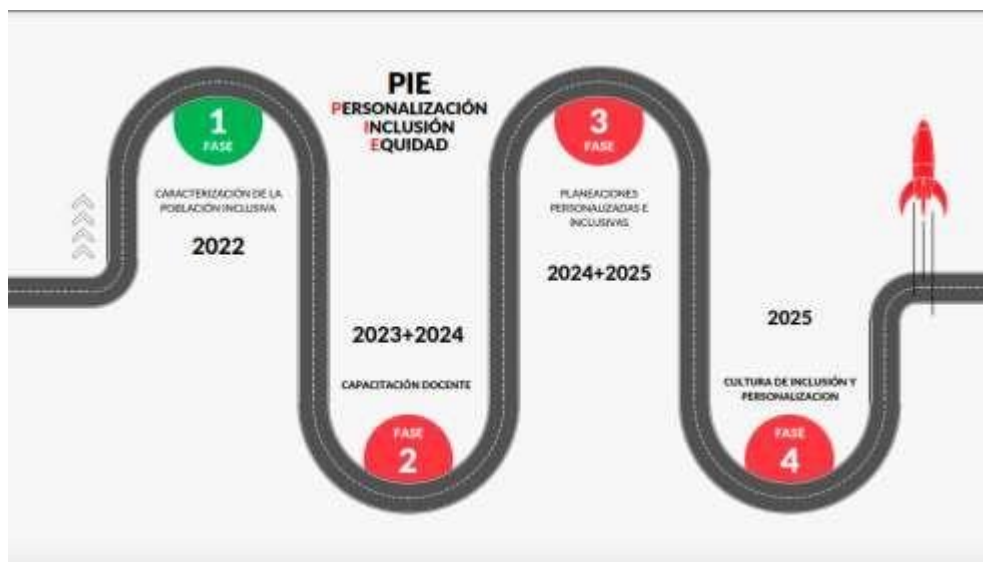 PIE
PERSONALIZACIÓN
INCLUSIÓN
EQUIDAD
1
FASE
CARACTERIZACIÓN DE LA
POBLACIÓN INCLUSIVA
2022
2023+2024
CAPACITACIÓN DOCENTE
FASE
2
3
FASE
PLANEACIONES
PERSONALIZADAS E
INCLUSIVAS
2024+2025
2025
CULTURA DE INCLUSIÓN Y
PERSONALIZACION
FASE
4